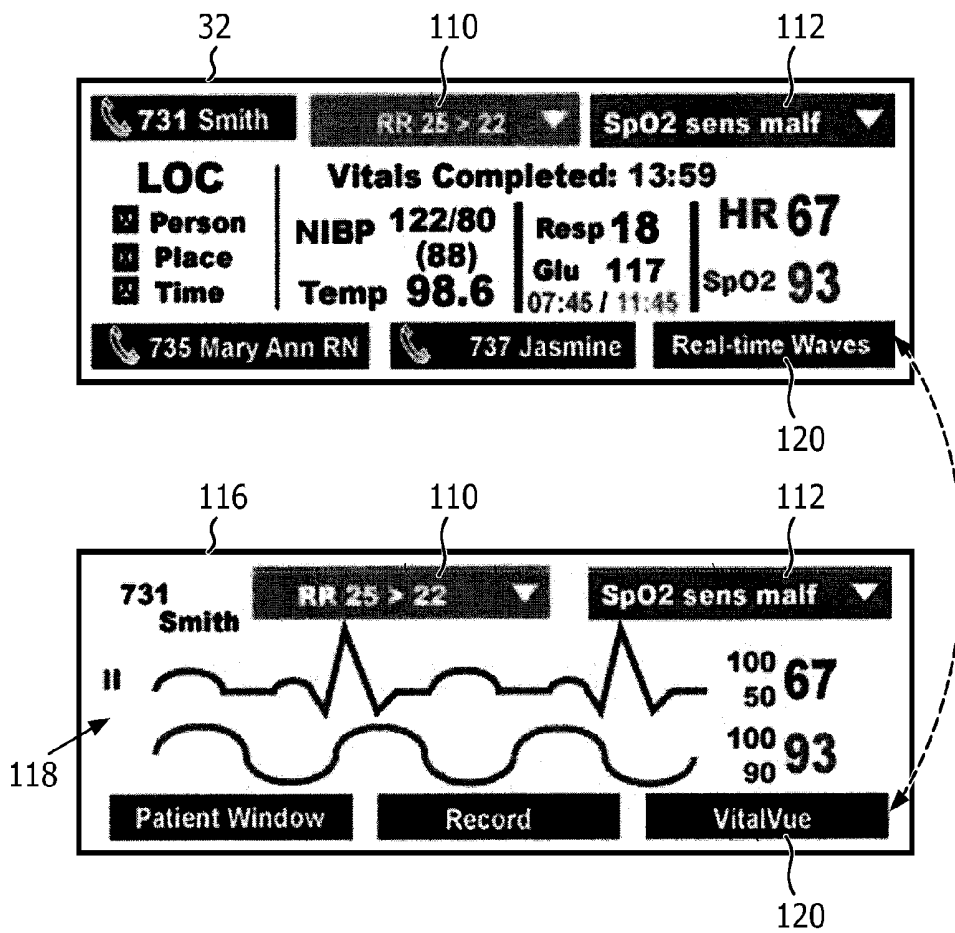 32 110 112
731 Smith RR 25 > 22 SpO2 sens malf
LOC Vitals Completed: 13:59
Person NIBP 122/80 Resp 18 HR 67
Place (88) Glu 117 SpO2 93
Time Temp 98.6 07:45 / 11:45
735 Mary Ann RN 737 Jasmine Real-time Waves
120
116 110 112
731 RR 25 > 22 SpO2 sens malf
Smith
II 100 67
50
118 100 93
90
Patient Window Record VitalVue
120